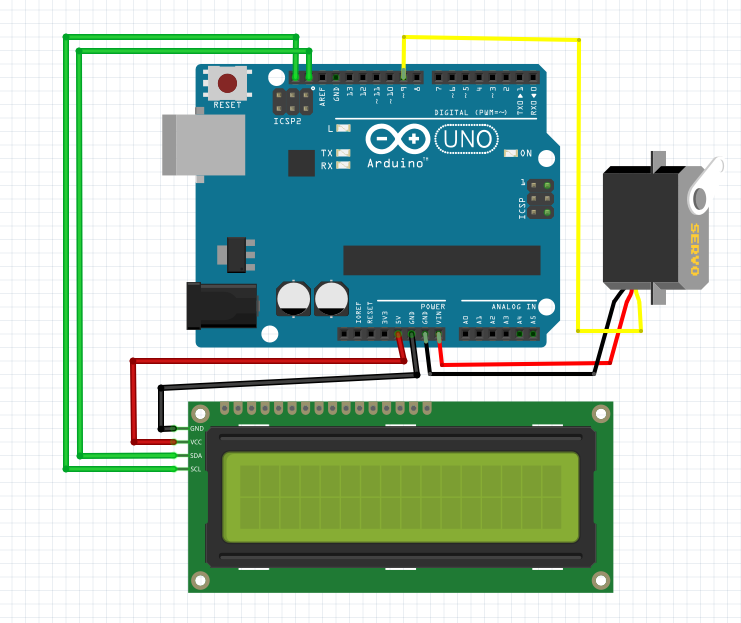 RESET
ICSP2
AREF
GND
13
12
~11
~10
~9
8
7
~6
~5
4
~3
2
TXO▶1
RXO◀0
DIGITAL (PWM=~)
L
TX
RX
Arduino™
UNO
ON
1
ICSP
SERVO
POWER
ANALOG IN
IOREF
RESET
3V3
5V
GND
GND
VIN
A0
A1
A2
A3
A4
A5
GND
VCC
SDA
SCL